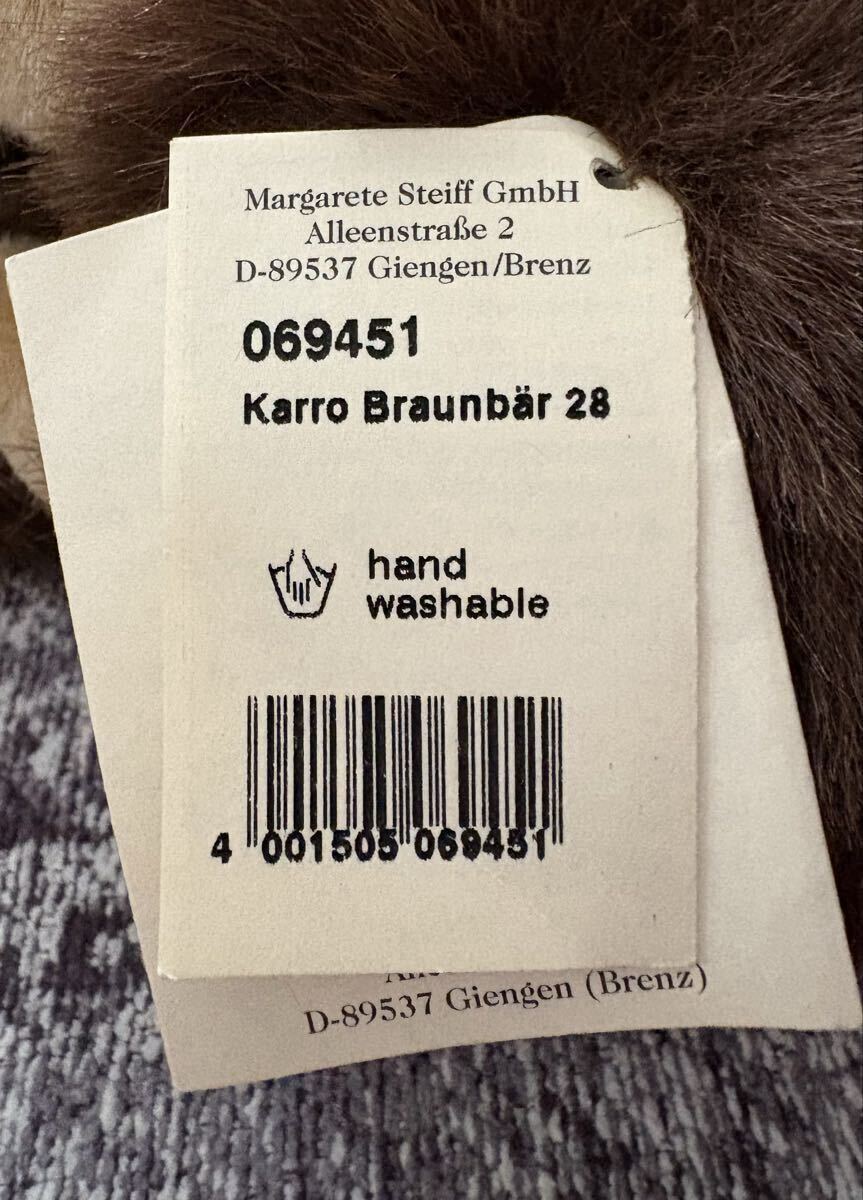 Margarete Steiff GmbH
Alleenstraße 2
D-89537 Giengen/Brenz
069451
Karro Braunbär 28
hand
washable
4 001505 069451
D-89537 Giengen (Brenz)